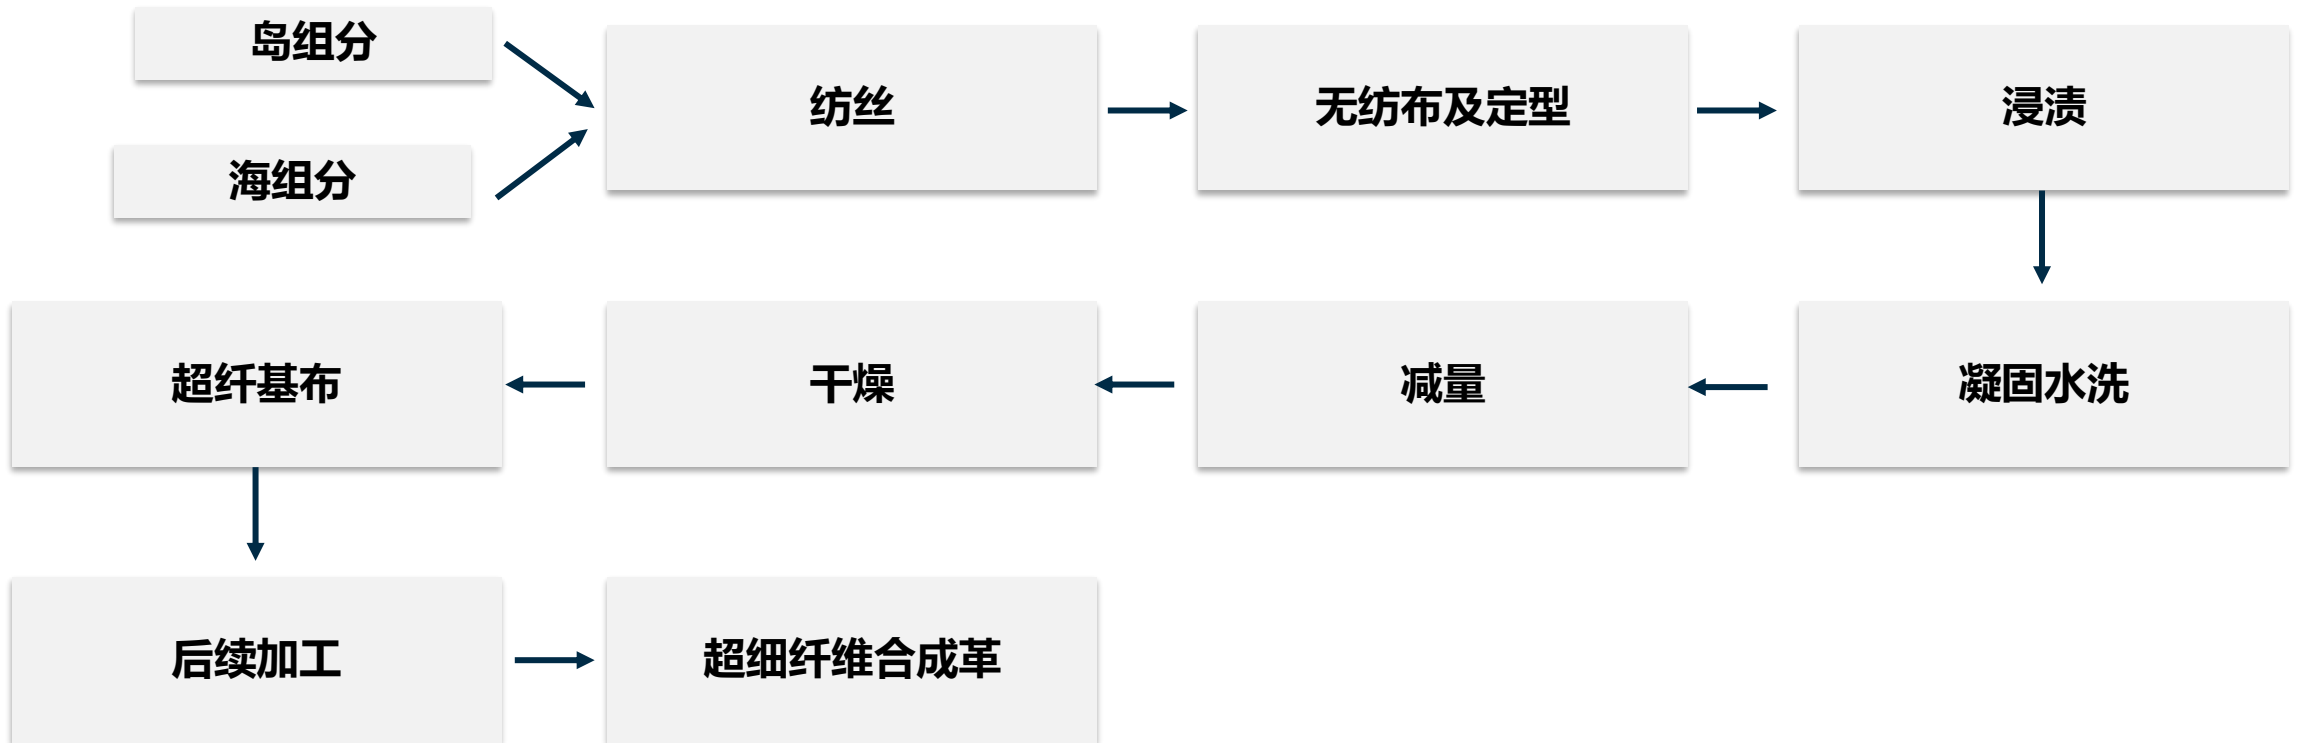 岛组分
海组分
纺丝
无纺布及定型
浸渍
凝固水洗
减量
干燥
超纤基布
后续加工
超细纤维合成革